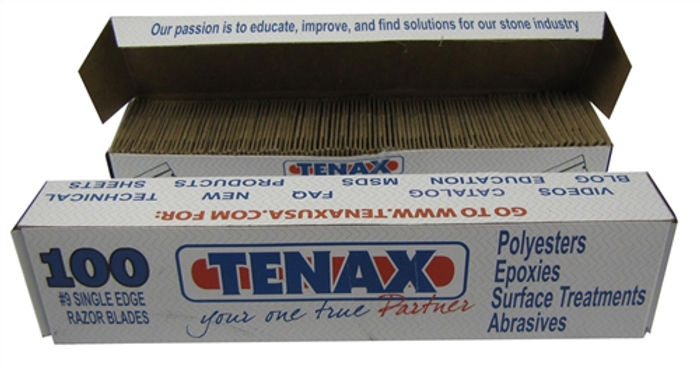 Our passion is to educate, improve, and find solutions for our stone industry
TENAX
VIDEOS CATALOG FAQ NEW TECHNICAL
BLOG EDUCATION MSDS PRODUCTS SHEETS
GO TO WWW.TENAXUSA.COM FOR:
100
#9 SINGLE EDGE
RAZOR BLADES
TENAX
your one true Partner
Polyesters
Epoxies
Surface Treatments
Abrasives